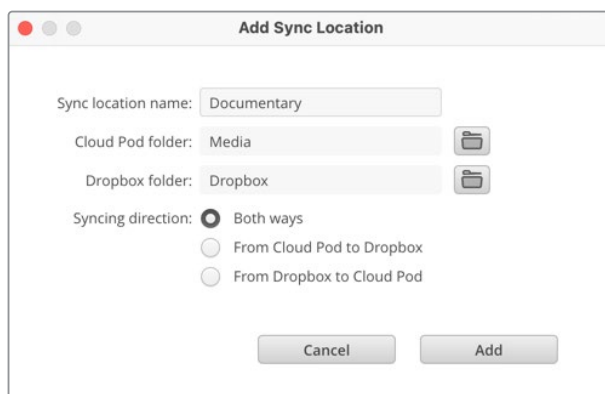 Add Sync Location
Sync location name: Documentary
Cloud Pod folder: Media
Dropbox folder: Dropbox
Syncing direction: Both ways
From Cloud Pod to Dropbox
From Dropbox to Cloud Pod
Cancel Add